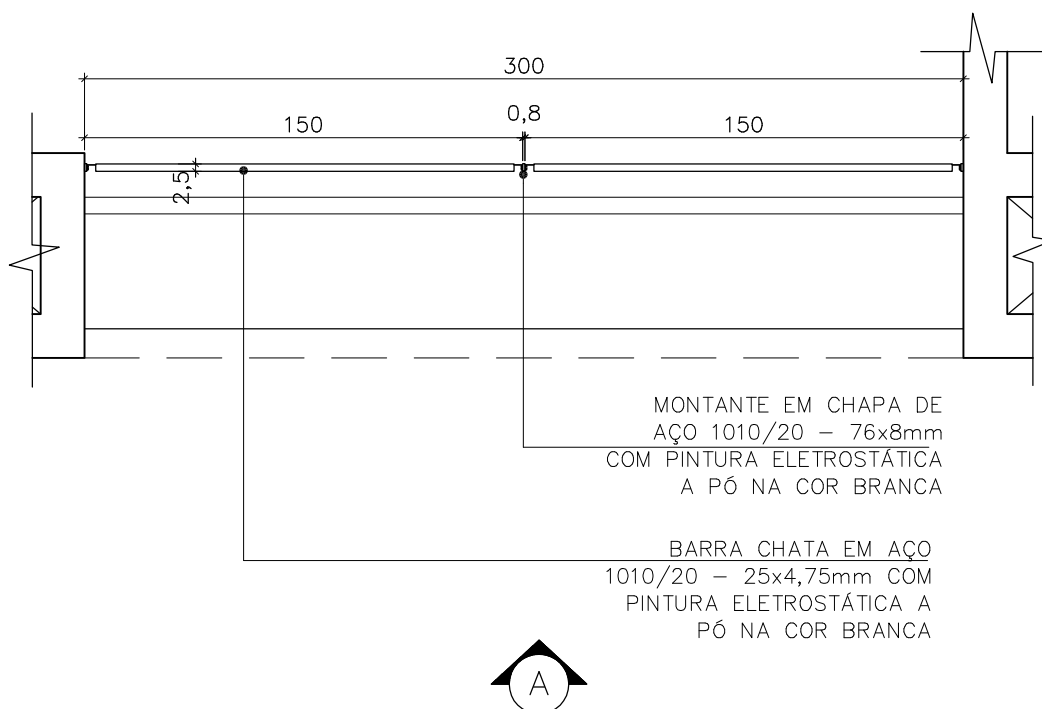 300
150
0,8
150
2,5
MONTANTE EM CHAPA DE
AÇO 1010/20 – 76x8mm
COM PINTURA ELETROSTÁTICA
A PÓ NA COR BRANCA
BARRA CHATA EM AÇO
1010/20 – 25x4,75mm COM
PINTURA ELETROSTÁTICA A
PÓ NA COR BRANCA
A